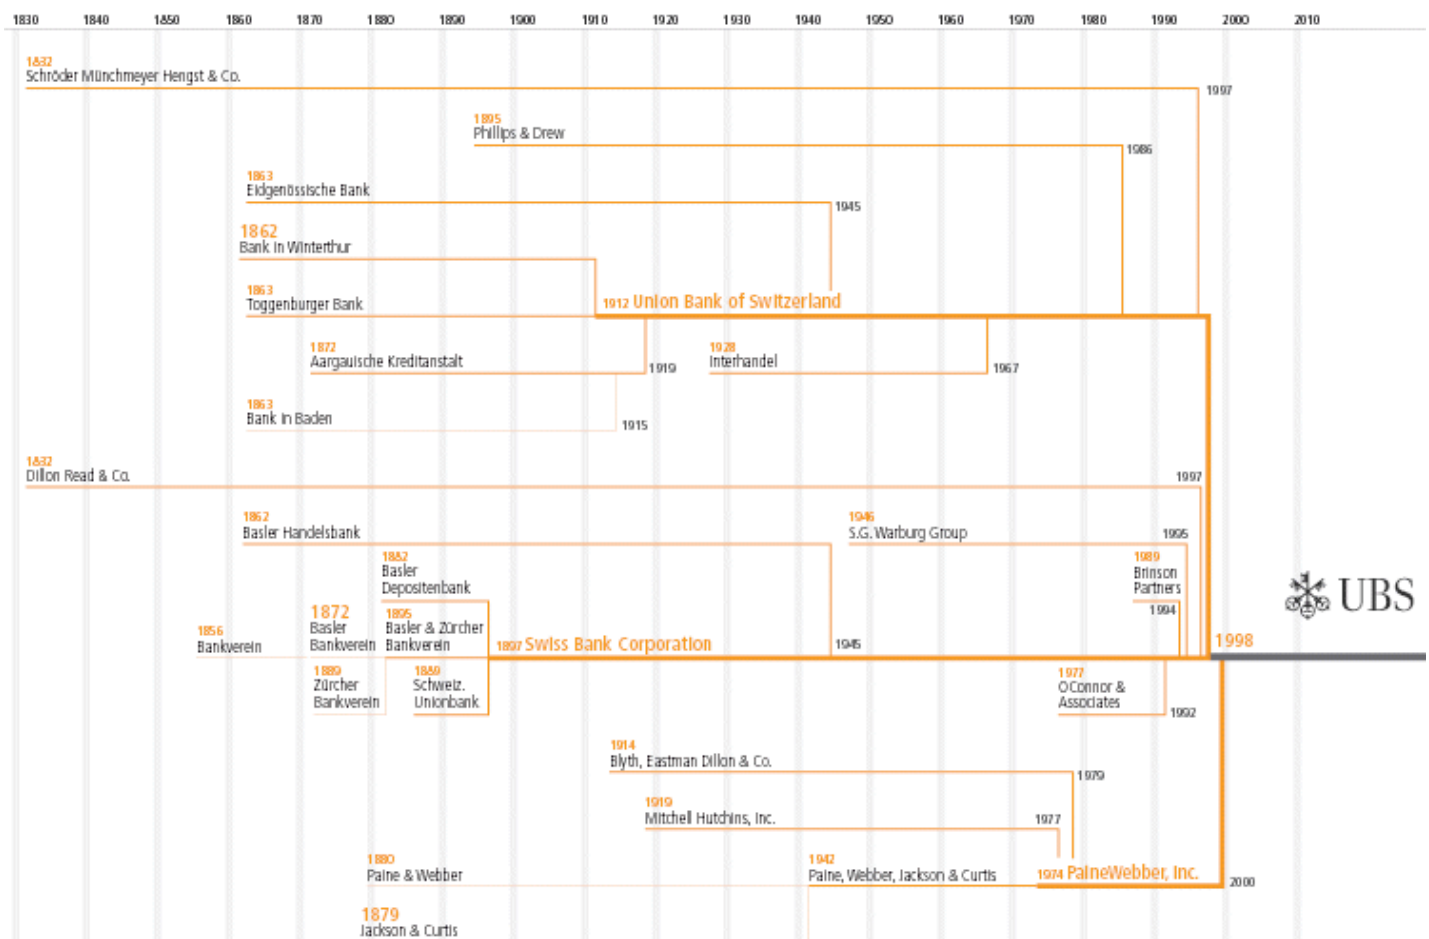 1830 1840 1850 1860 1870 1880 1890 1900 1910 1920 1930 1940 1950 1960 1970 1980 1990 2000 2010
1832
Schröder Münchmeyer Hengst & Co.
1997
1895
Phillips & Drew
1986
1863
Eidgenössische Bank
1945
1862
Bank in Winterthur
1863
Toggenburger Bank
1912 Union Bank of Switzerland
1872
Aargauische Kreditanstalt
1919
1928
Interhandel
1967
1863
Bank in Baden
1915
1832
Dillon Read & Co.
1997
1862
Basler Handelsbank
1946
S.G. Warburg Group
1995
1882
Basler
Depositenbank
1989
Brinson
Partners
1994
UBS
1856
Bankverein
1872
Basler
Bankverein
1895
Basler & Zürcher
Bankverein
1897 Swiss Bank Corporation
1945
1998
1889
Zürcher
Bankverein
1889
Schweiz.
Unionbank
1977
OConnor &
Associates
1992
1914
Blyth, Eastman Dillon & Co.
1979
1919
Mitchell Hutchins, Inc.
1977
1880
Paine & Webber
1942
Paine, Webber, Jackson & Curtis
1974 PaineWebber, Inc.
2000
1879
Jackson & Curtis